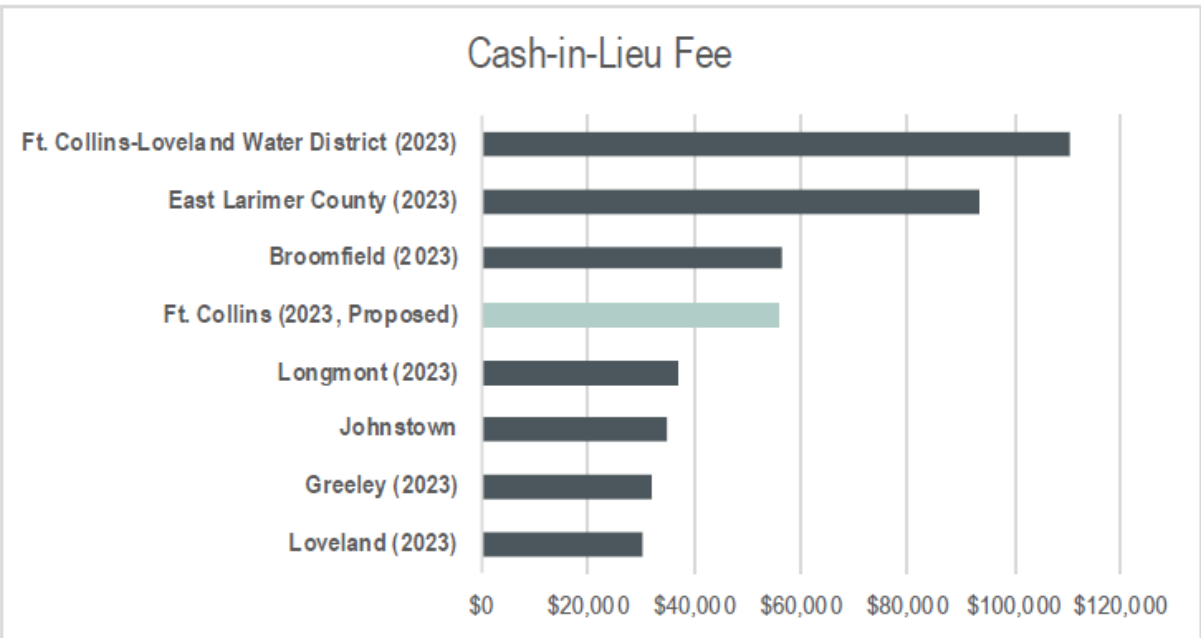 Cash-in-Lieu Fee
Ft. Collins-Loveland Water District (2023)
East Larimer County (2023)
Broomfield (2023)
Ft. Collins (2023, Proposed)
Longmont (2023)
Johnstown
Greeley (2023)
Loveland (2023)
$0 $20,000 $40,000 $60,000 $80,000 $100,000 $120,000